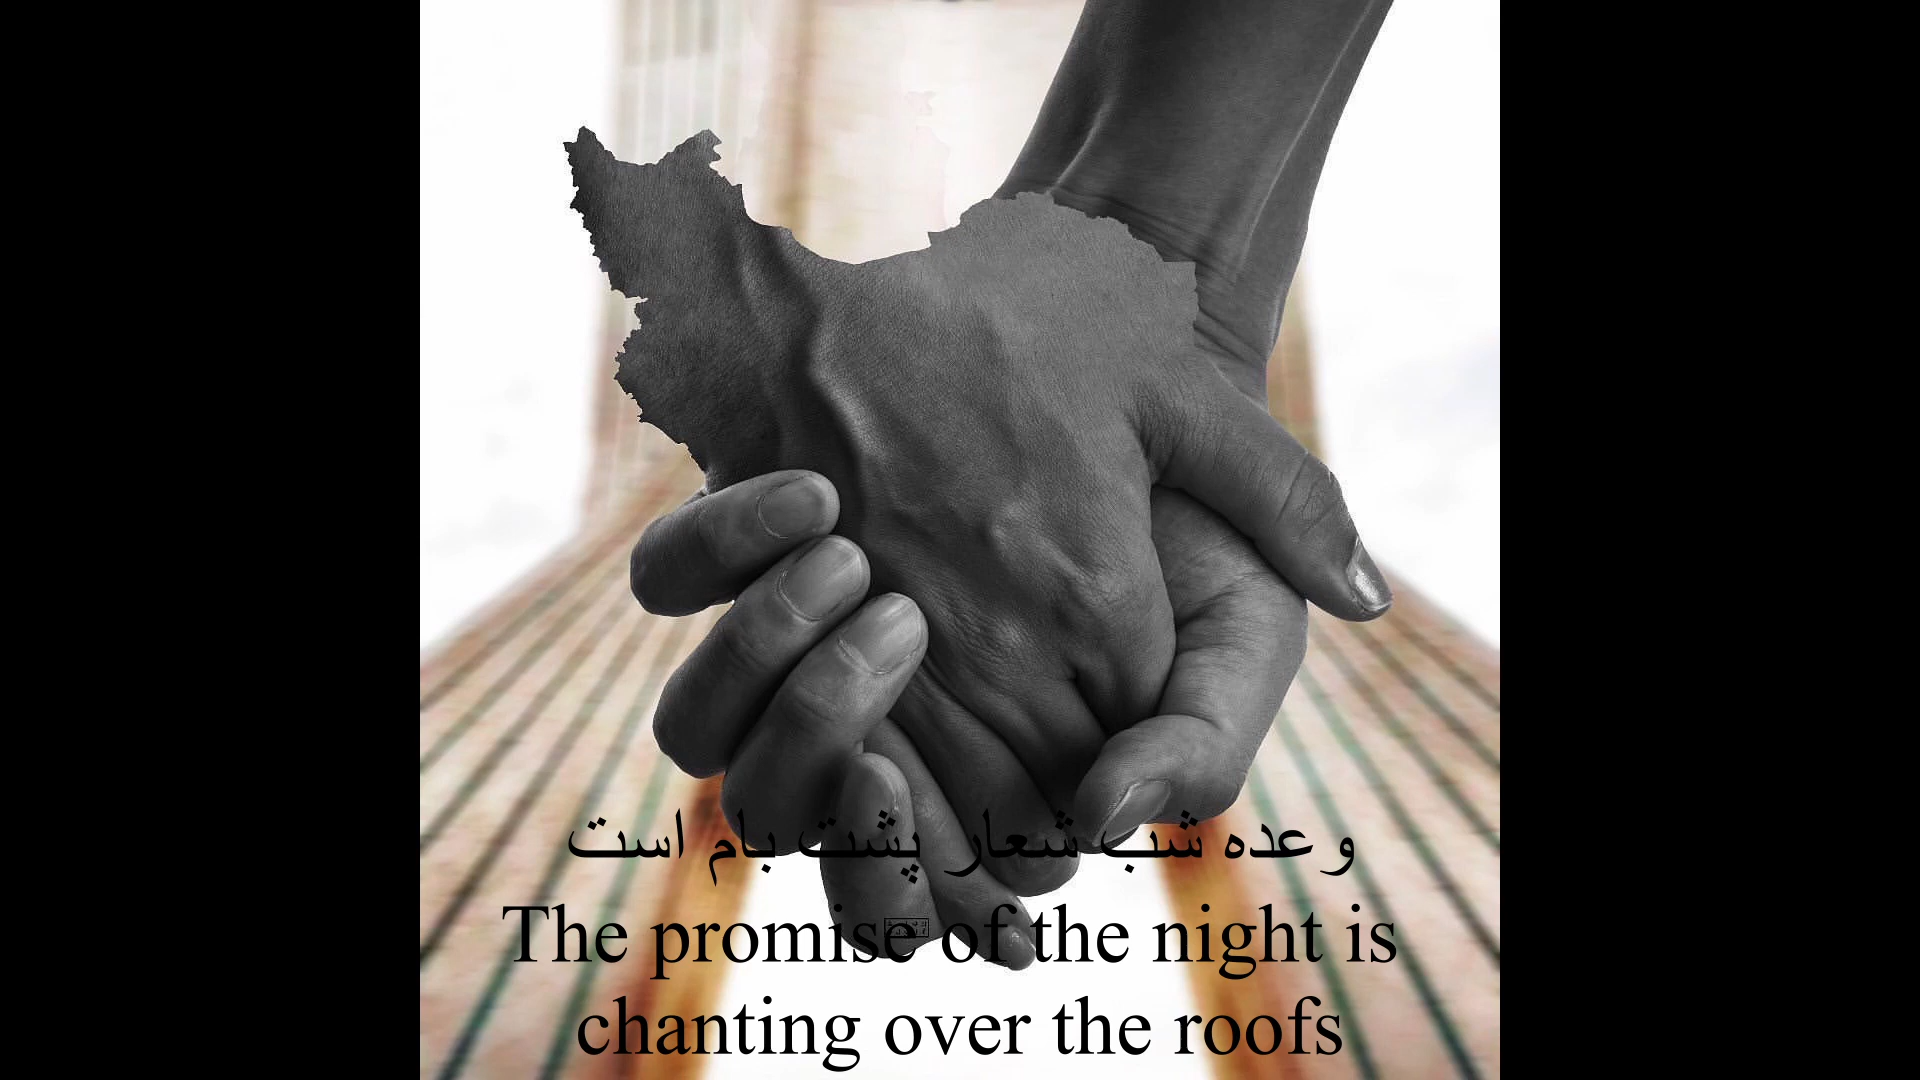 وعده شب شعار پشت بام است
The promise of the night is
chanting over the roofs